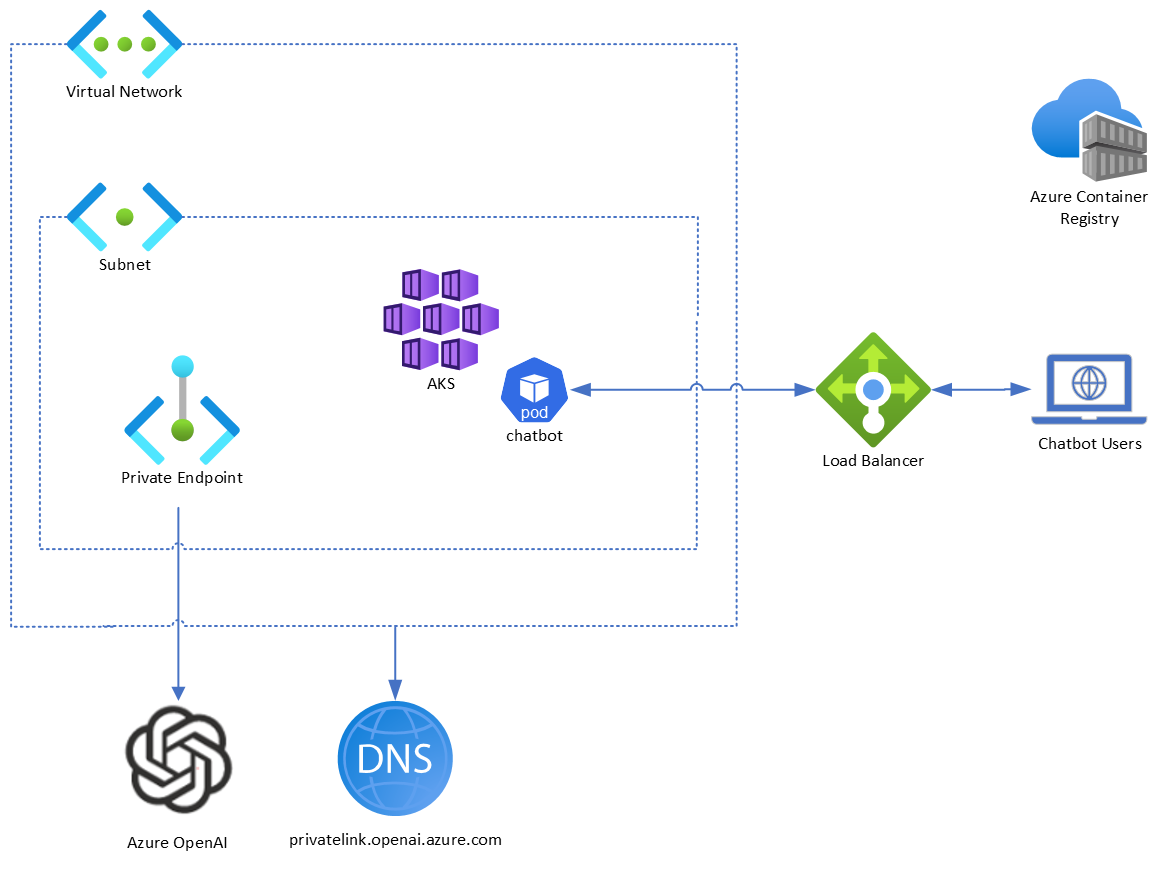 Virtual Network
Azure Container
Registry
Subnet
AKS
pod
chatbot
Chatbot Users
Load Balancer
Private Endpoint
DNS
Azure OpenAI
privatelink.openai.azure.com